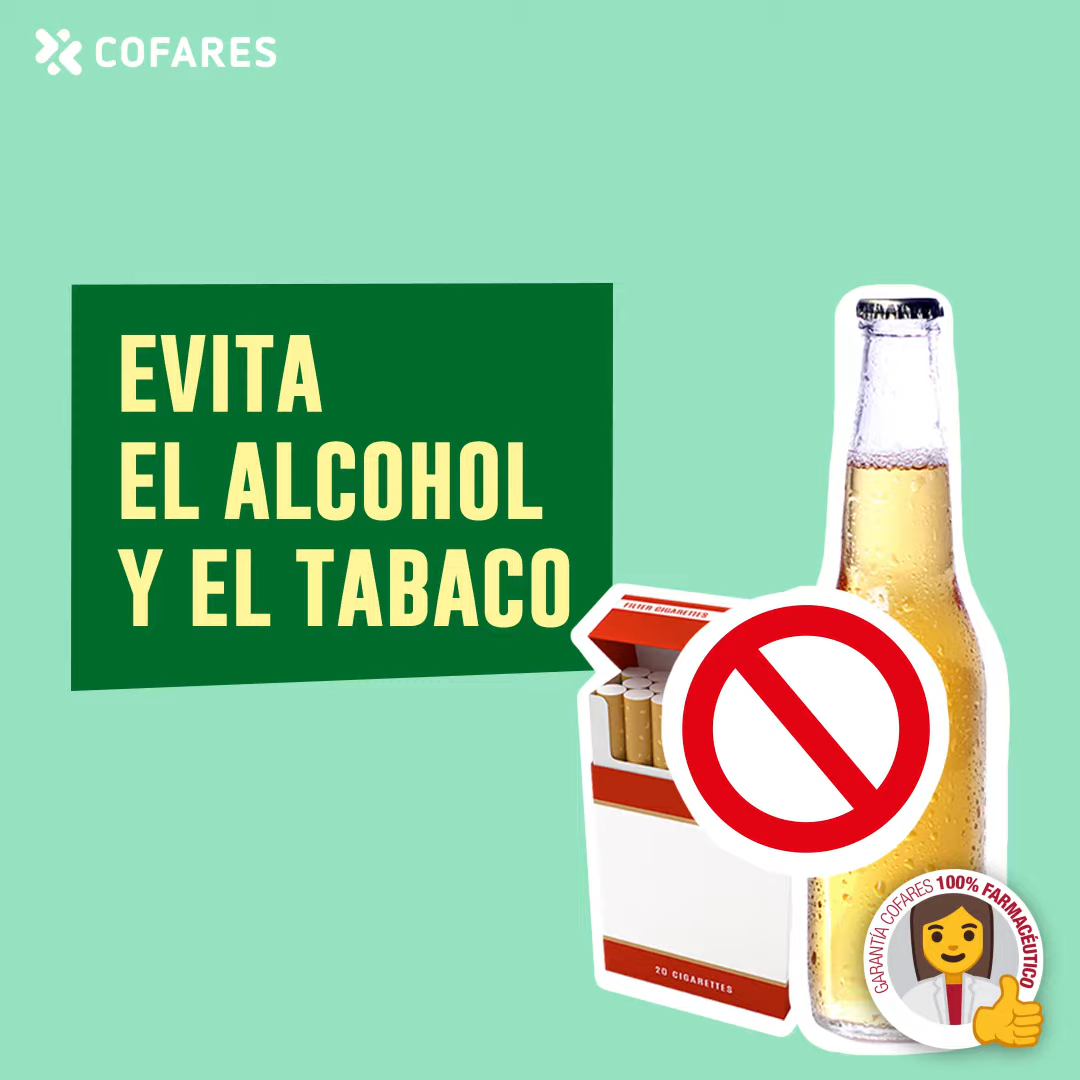 COFARES
EVITA
EL ALCOHOL
Y EL TABACO
FILTER CIGARETTES
20 CIGARETTES
GARANTÍA COFARES 100% FARMACÉUTICO